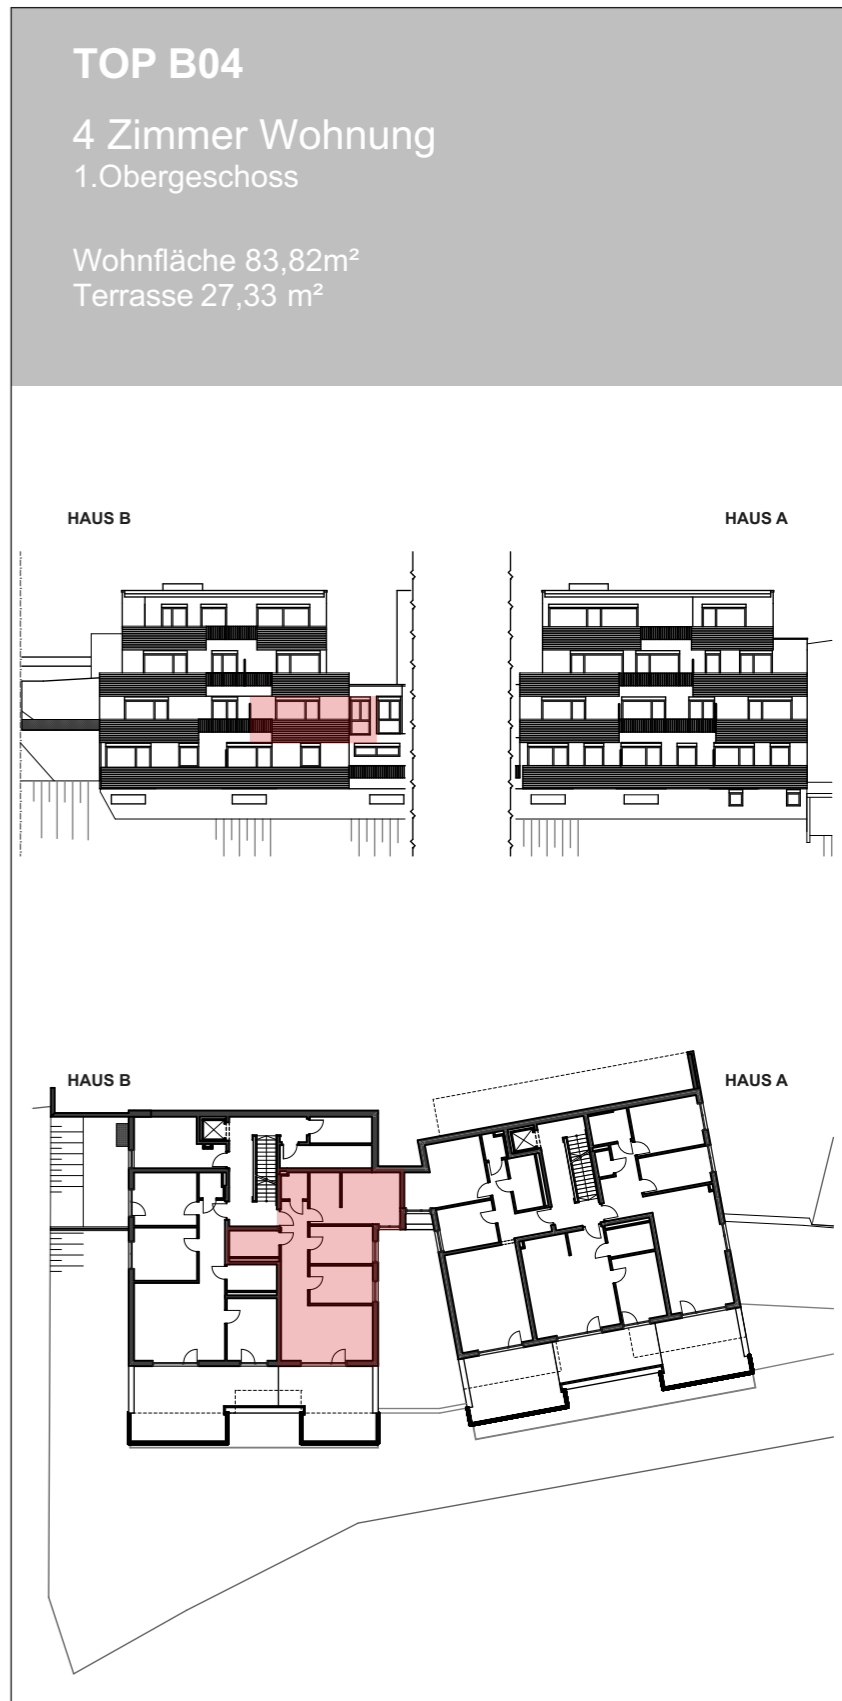 TOP B04
4 Zimmer Wohnung
1.Obergeschoss
Wohnfläche 83,82m²
Terrasse 27,33 m²
HAUS B
HAUS A
HAUS B
HAUS A